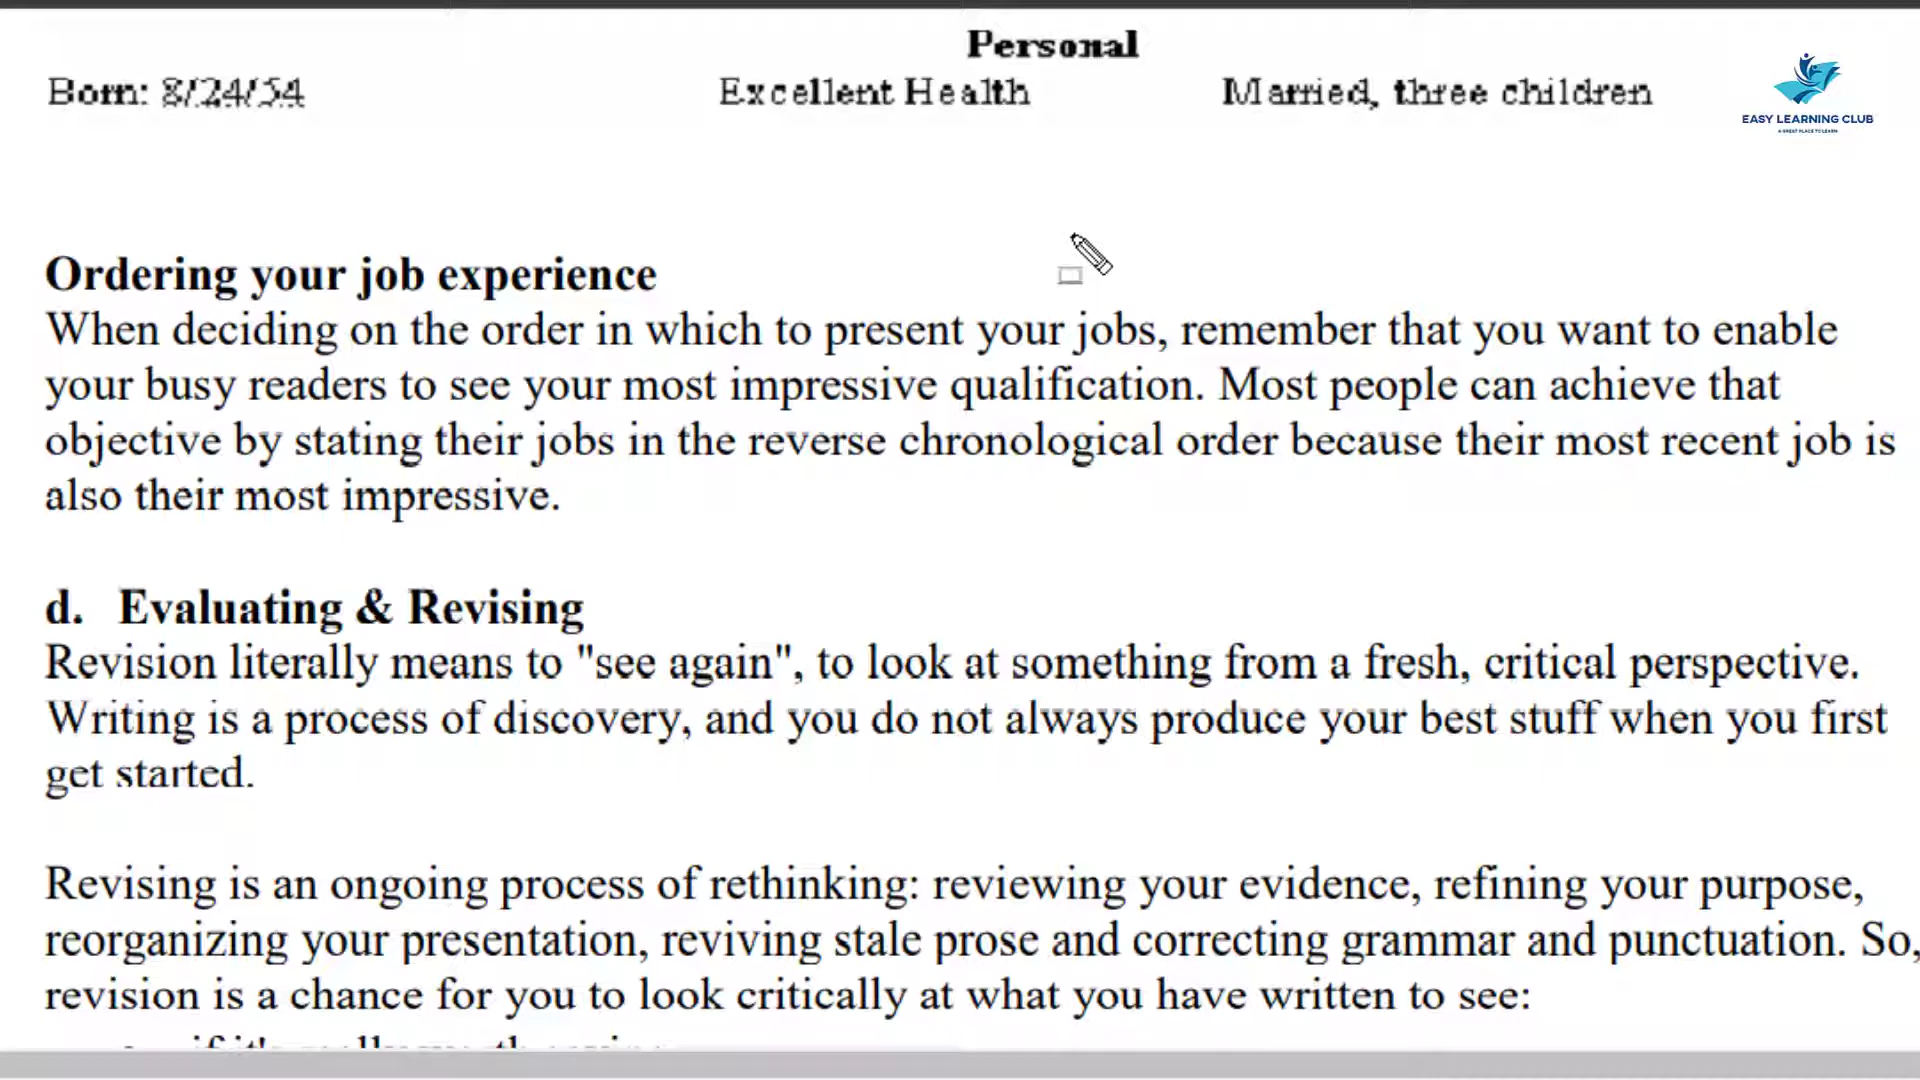 Personal
Born: 8/24/54 Excellent Health Married, three children
EASY LEARNING CLUB
A GREAT PLACE TO LEARN
Ordering your job experience
When deciding on the order in which to present your jobs, remember that you want to enable
your busy readers to see your most impressive qualification. Most people can achieve that
objective by stating their jobs in the reverse chronological order because their most recent job is
also their most impressive.
d. Evaluating & Revising
Revision literally means to "see again", to look at something from a fresh, critical perspective.
Writing is a process of discovery, and you do not always produce your best stuff when you first
get started.
Revising is an ongoing process of rethinking: reviewing your evidence, refining your purpose,
reorganizing your presentation, reviving stale prose and correcting grammar and punctuation. So,
revision is a chance for you to look critically at what you have written to see: